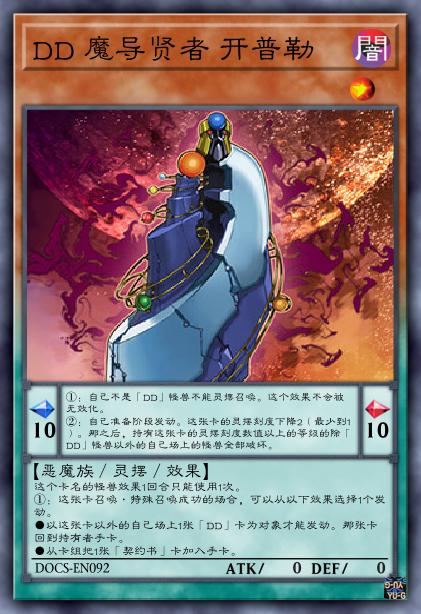 DD 魔导贤者 开普勒
闇
①：自己不是「DD」怪兽不能灵摆召唤。这个效果不会被
无效化。
②：自己准备阶段发动。这张卡的灵摆刻度下降2（最少到1
）。那之后，持有这张卡的灵摆刻度数值以上的等级的除「
DD」怪兽以外的自己场上的怪兽全部破坏。
10
10
【恶魔族／灵摆／效果】
这个卡名的怪兽效果1回合只能使用1次。
①：这张卡召唤·特殊召唤成功的场合，可以从以下效果选择1个发
动。
●以这张卡以外的自己场上1张「DD」卡为对象才能发动。那张卡
回到持有者手卡。
●从卡组把1张「契约书」卡加入手卡。
DOCS-EN092
ATK/ 0 DEF/ 0